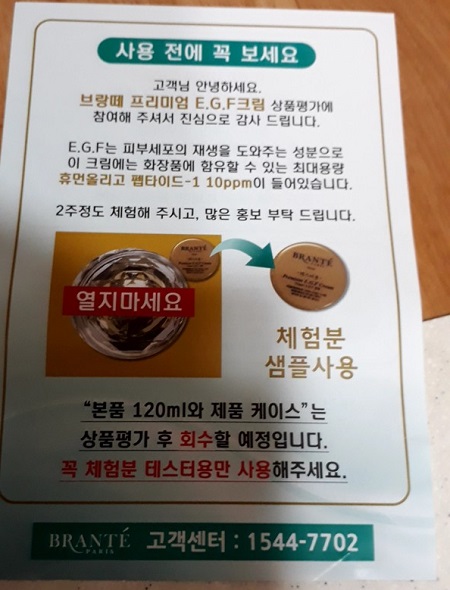 사용 전에 꼭 보세요
고객님 안녕하세요.
브랑떼 프리미엄 E.G.F크림 상품평가에
참여해 주셔서 진심으로 감사 드립니다.
E.G.F는 피부세포의 재생을 도와주는 성분으로
이 크림에는 화장품에 함유할 수 있는 최대용량
휴먼올리고 펩타이드-1 10ppm이 들어있습니다.
2주정도 체험해 주시고, 많은 홍보 부탁 드립니다.
BRANTÉ
열지마세요
체험분
샘플사용
“본품 120ml와 제품 케이스”는
상품평가 후 회수할 예정입니다.
꼭 체험분 테스터용만 사용해주세요.
BRANTÉ
PARIS
고객센터 : 1544-7702